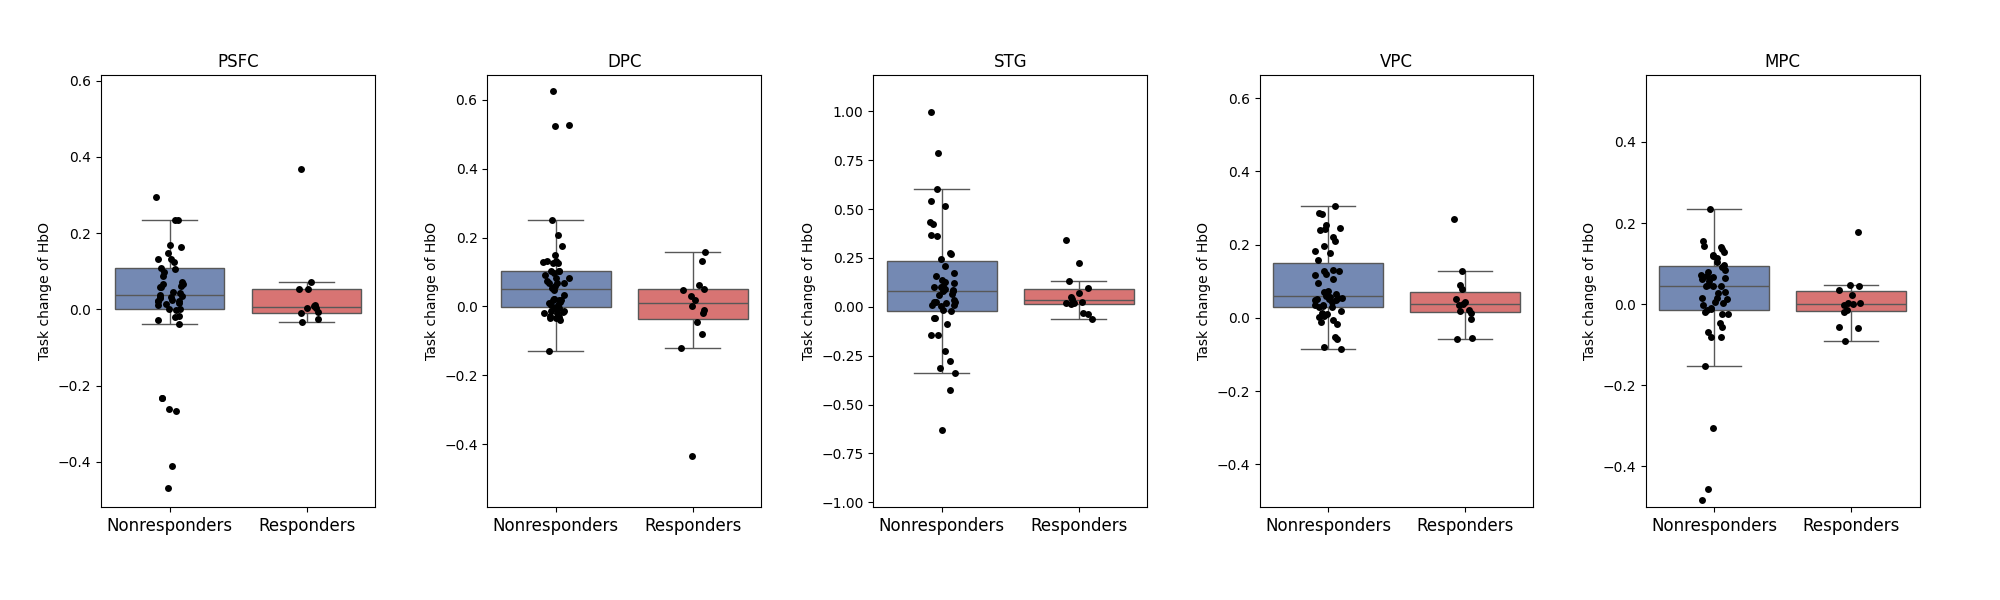 PSFC
Task change of HbO
0.6
0.4
0.2
0.0
−0.2
−0.4
Nonresponders
Responders
DPC
Task change of HbO
0.6
0.4
0.2
0.0
−0.2
−0.4
Nonresponders
Responders
STG
Task change of HbO
1.00
0.75
0.50
0.25
0.00
−0.25
−0.50
−0.75
−1.00
Nonresponders
Responders
VPC
Task change of HbO
0.6
0.4
0.2
0.0
−0.2
−0.4
Nonresponders
Responders
MPC
Task change of HbO
0.4
0.2
0.0
−0.2
−0.4
Nonresponders
Responders